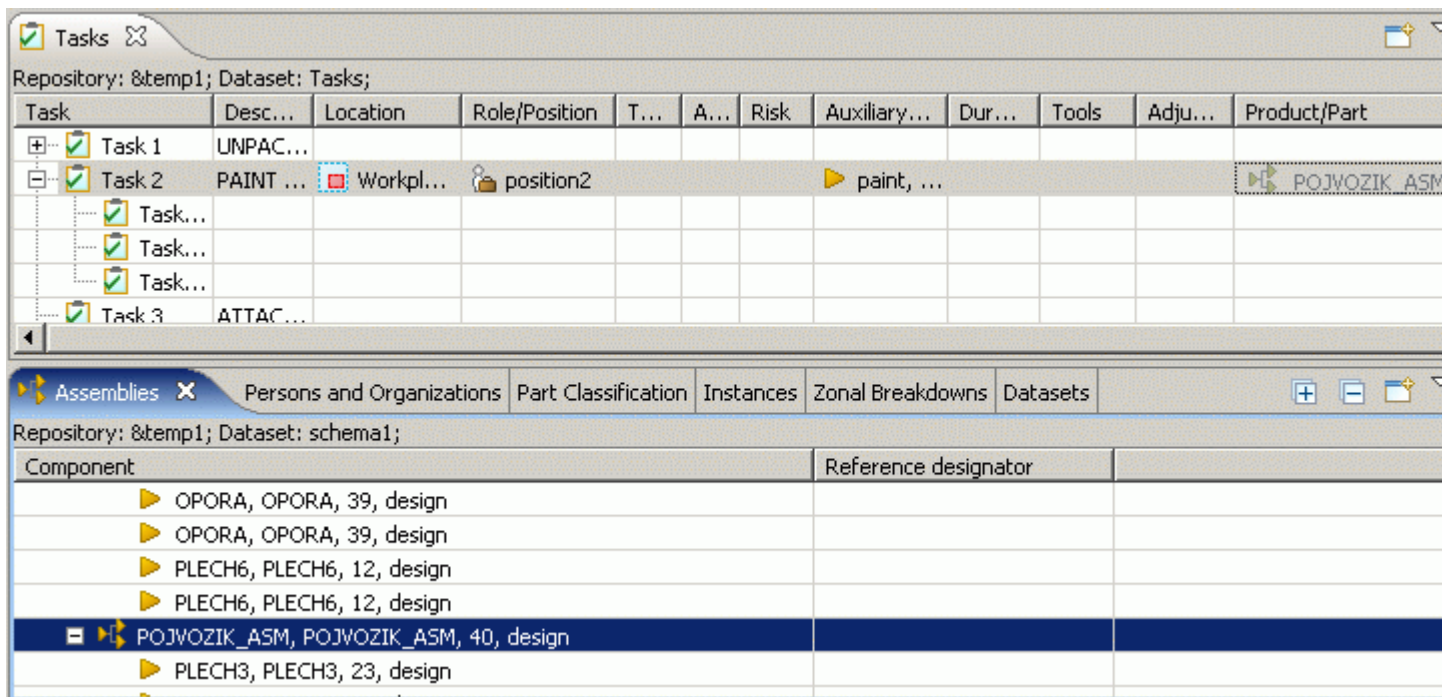 Tasks
Repository: &temp1; Dataset: Tasks;
Task Desc... Location Role/Position T... A... Risk Auxiliary... Dur... Tools Adju... Product/Part
Task 1 UNPAC...
Task 2 PAINT ... Workpl... position2 paint, ... POJVOZIK_ASM
Task...
Task...
Task...
Task 3 ATTAC...
Assemblies Persons and Organizations Part Classification Instances Zonal Breakdowns Datasets
Repository: &temp1; Dataset: schema1;
Component Reference designator
OPORA, OPORA, 39, design
OPORA, OPORA, 39, design
PLECH6, PLECH6, 12, design
PLECH6, PLECH6, 12, design
POJVOZIK_ASM, POJVOZIK_ASM, 40, design
PLECH3, PLECH3, 23, design